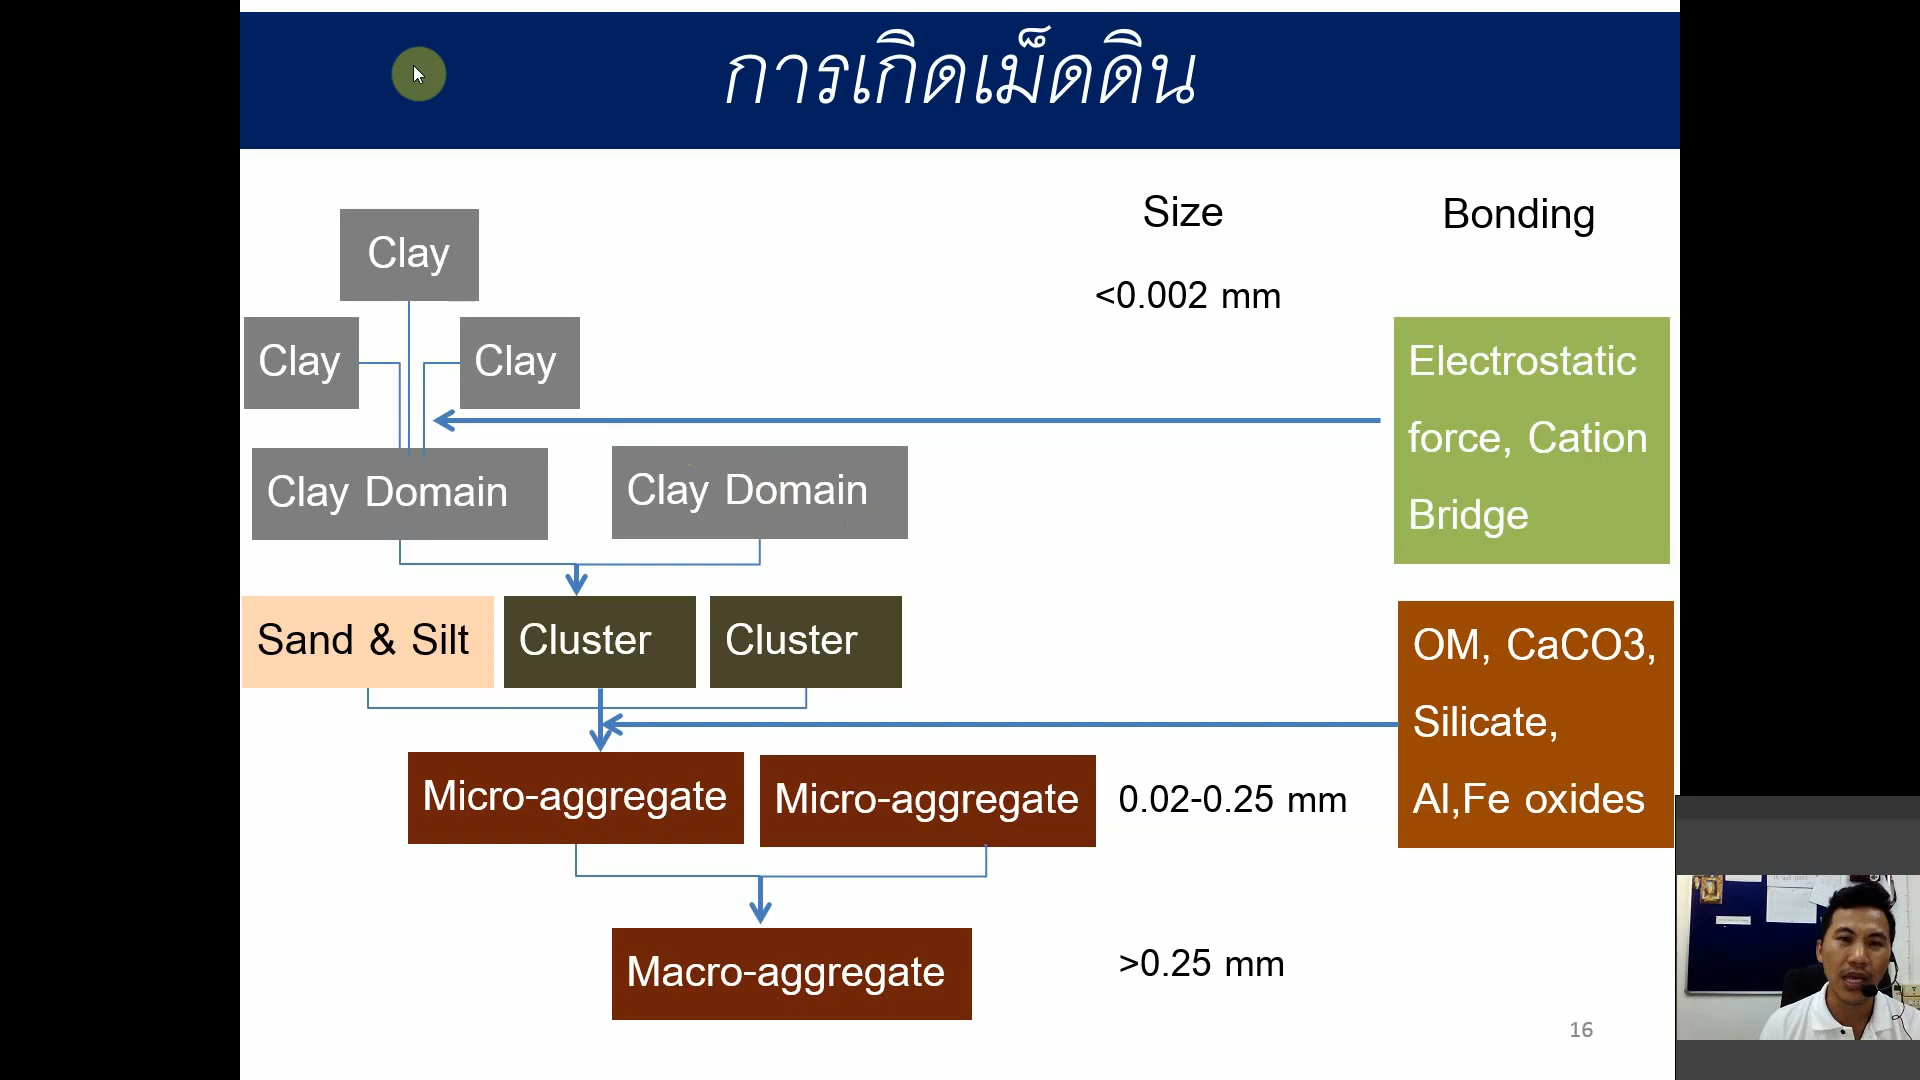 การเกิดเม็ดดิน
Size
Bonding
Clay
<0.002 mm
Clay
Clay
Electrostatic
force, Cation
Bridge
Clay Domain
Clay Domain
Sand & Silt
Cluster
Cluster
OM, CaCO3,
Silicate,
Al,Fe oxides
Micro-aggregate
Micro-aggregate
0.02-0.25 mm
Macro-aggregate
>0.25 mm
16